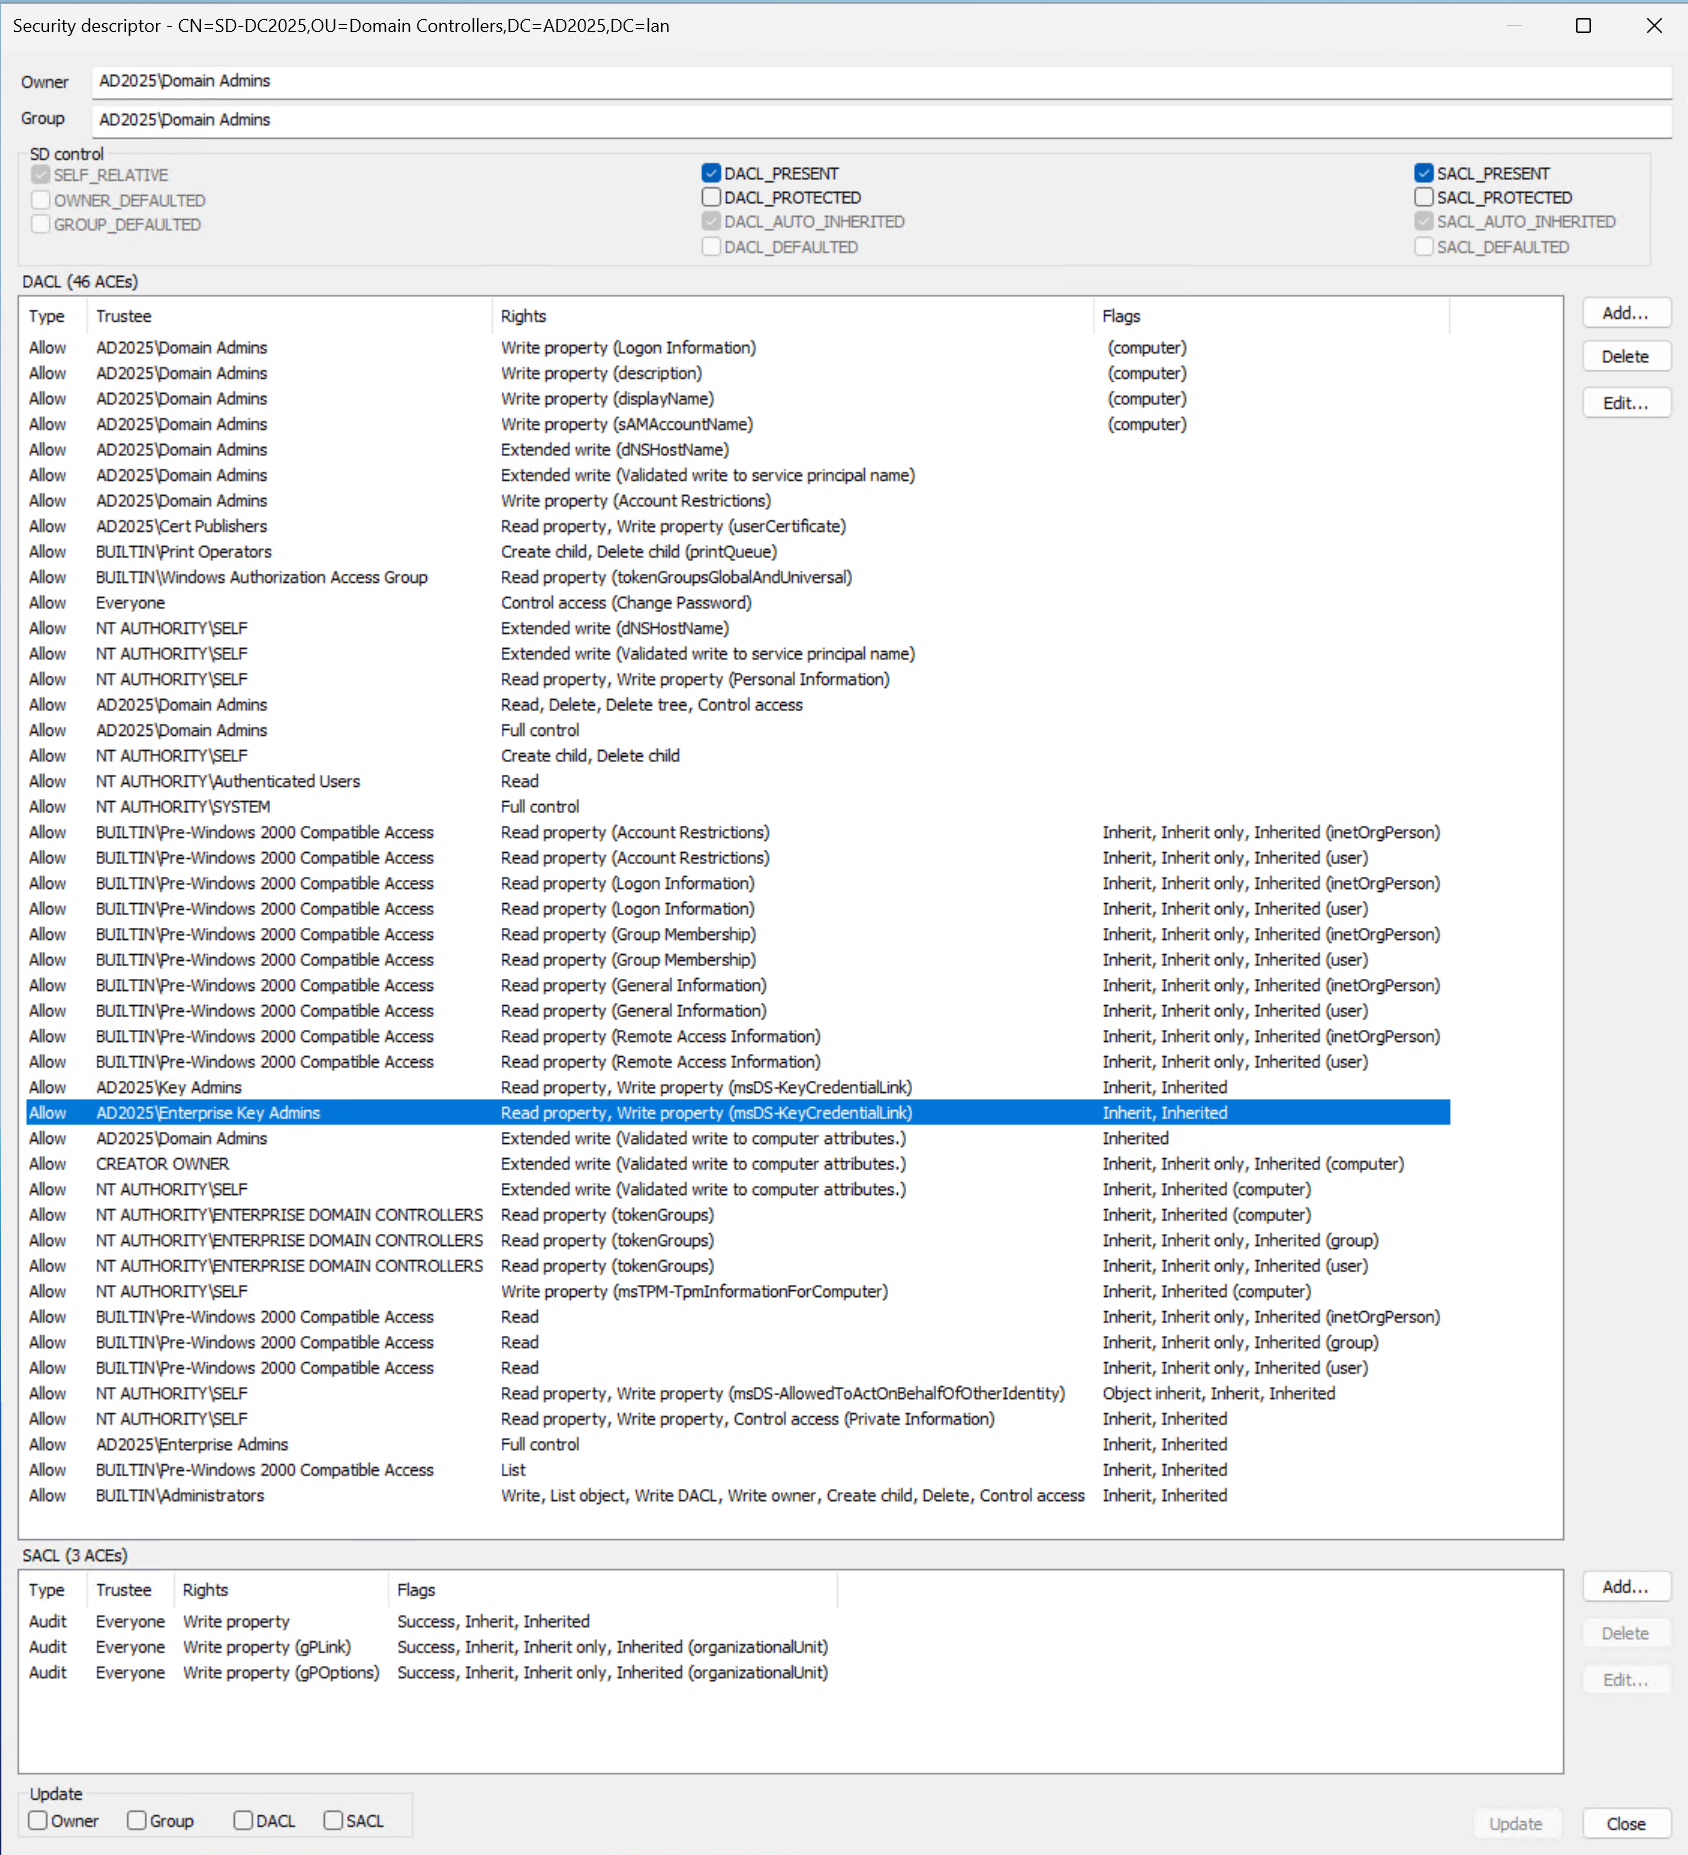 Security descriptor - CN=SD-DC2025,OU=Domain Controllers,DC=AD2025,DC=lan
Owner AD2025\Domain Admins
Group AD2025\Domain Admins
SD control
SELF_RELATIVE DACL_PRESENT SACL_PRESENT
OWNER_DEFAULTED DACL_PROTECTED SACL_PROTECTED
GROUP_DEFAULTED DACL_AUTO_INHERITED SACL_AUTO_INHERITED
DACL_DEFAULTED SACL_DEFAULTED
DACL (46 ACEs)
Type Trustee Rights Flags Add...
Allow AD2025\Domain Admins Write property (Logon Information) (computer) Delete
Allow AD2025\Domain Admins Write property (description) (computer)
Allow AD2025\Domain Admins Write property (displayName) (computer) Edit...
Allow AD2025\Domain Admins Write property (sAMAccountName) (computer)
Allow AD2025\Domain Admins Extended write (dNSHostName)
Allow AD2025\Domain Admins Extended write (Validated write to service principal name)
Allow AD2025\Domain Admins Write property (Account Restrictions)
Allow AD2025\Cert Publishers Read property, Write property (userCertificate)
Allow BUILTIN\Print Operators Create child, Delete child (printQueue)
Allow BUILTIN\Windows Authorization Access Group Read property (tokenGroupsGlobalAndUniversal)
Allow Everyone Control access (Change Password)
Allow NT AUTHORITY\SELF Extended write (dNSHostName)
Allow NT AUTHORITY\SELF Extended write (Validated write to service principal name)
Allow NT AUTHORITY\SELF Read property, Write property (Personal Information)
Allow AD2025\Domain Admins Read, Delete, Delete tree, Control access
Allow AD2025\Domain Admins Full control
Allow NT AUTHORITY\SELF Create child, Delete child
Allow NT AUTHORITY\Authenticated Users Read
Allow NT AUTHORITY\SYSTEM Full control
Allow BUILTIN\Pre-Windows 2000 Compatible Access Read property (Account Restrictions) Inherit, Inherit only, Inherited (inetOrgPerson)
Allow BUILTIN\Pre-Windows 2000 Compatible Access Read property (Account Restrictions) Inherit, Inherit only, Inherited (user)
Allow BUILTIN\Pre-Windows 2000 Compatible Access Read property (Logon Information) Inherit, Inherit only, Inherited (inetOrgPerson)
Allow BUILTIN\Pre-Windows 2000 Compatible Access Read property (Logon Information) Inherit, Inherit only, Inherited (user)
Allow BUILTIN\Pre-Windows 2000 Compatible Access Read property (Group Membership) Inherit, Inherit only, Inherited (inetOrgPerson)
Allow BUILTIN\Pre-Windows 2000 Compatible Access Read property (Group Membership) Inherit, Inherit only, Inherited (user)
Allow BUILTIN\Pre-Windows 2000 Compatible Access Read property (General Information) Inherit, Inherit only, Inherited (inetOrgPerson)
Allow BUILTIN\Pre-Windows 2000 Compatible Access Read property (General Information) Inherit, Inherit only, Inherited (user)
Allow BUILTIN\Pre-Windows 2000 Compatible Access Read property (Remote Access Information) Inherit, Inherit only, Inherited (inetOrgPerson)
Allow BUILTIN\Pre-Windows 2000 Compatible Access Read property (Remote Access Information) Inherit, Inherit only, Inherited (user)
Allow AD2025\Key Admins Read property, Write property (msDS-KeyCredentialLink) Inherit, Inherited
Allow AD2025\Enterprise Key Admins Read property, Write property (msDS-KeyCredentialLink) Inherit, Inherited
Allow AD2025\Domain Admins Extended write (Validated write to computer attributes.) Inherited
Allow CREATOR OWNER Extended write (Validated write to computer attributes.) Inherit, Inherit only, Inherited (computer)
Allow NT AUTHORITY\SELF Extended write (Validated write to computer attributes.) Inherit, Inherited (computer)
Allow NT AUTHORITY\ENTERPRISE DOMAIN CONTROLLERS Read property (tokenGroups) Inherit, Inherited (computer)
Allow NT AUTHORITY\ENTERPRISE DOMAIN CONTROLLERS Read property (tokenGroups) Inherit, Inherit only, Inherited (group)
Allow NT AUTHORITY\ENTERPRISE DOMAIN CONTROLLERS Read property (tokenGroups) Inherit, Inherit only, Inherited (user)
Allow NT AUTHORITY\SELF Write property (msTPM-TpmInformationForComputer) Inherit, Inherited (computer)
Allow BUILTIN\Pre-Windows 2000 Compatible Access Read Inherit, Inherit only, Inherited (inetOrgPerson)
Allow BUILTIN\Pre-Windows 2000 Compatible Access Read Inherit, Inherit only, Inherited (group)
Allow BUILTIN\Pre-Windows 2000 Compatible Access Read Inherit, Inherit only, Inherited (user)
Allow NT AUTHORITY\SELF Read property, Write property (msDS-AllowedToActOnBehalfOfOtherIdentity) Object inherit, Inherit, Inherited
Allow NT AUTHORITY\SELF Read property, Write property, Control access (Private Information) Inherit, Inherited
Allow AD2025\Enterprise Admins Full control Inherit, Inherited
Allow BUILTIN\Pre-Windows 2000 Compatible Access List Inherit, Inherited
Allow BUILTIN\Administrators Write, List object, Write DACL, Write owner, Create child, Delete, Control access Inherit, Inherited
SACL (3 ACEs)
Type Trustee Rights Flags Add...
Audit Everyone Write property Success, Inherit, Inherited Delete
Audit Everyone Write property (gPLink) Success, Inherit, Inherit only, Inherited (organizationalUnit)
Audit Everyone Write property (gPOptions) Success, Inherit, Inherit only, Inherited (organizationalUnit) Edit...
Update
Owner Group DACL SACL Update Close